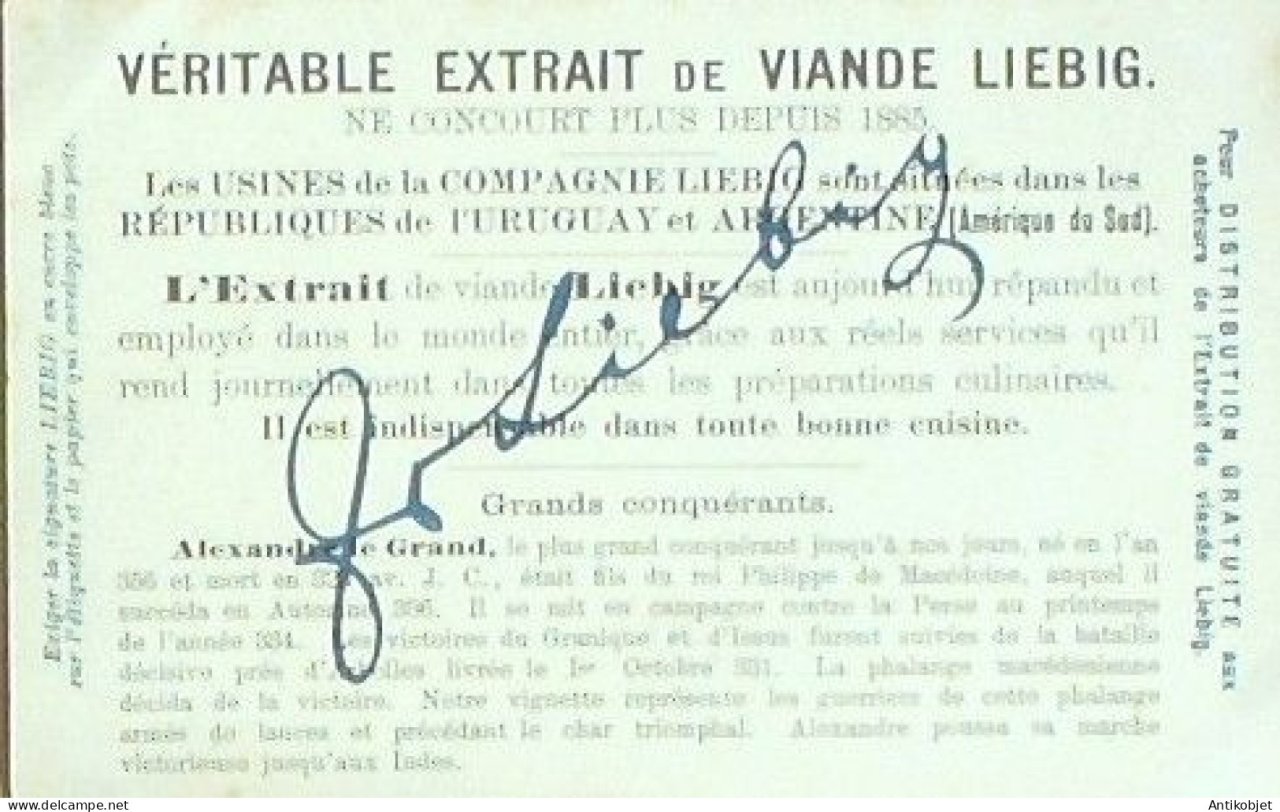 VÉRITABLE EXTRAIT DE VIANDE LIEBIG.
NE CONCOURT PLUS DEPUIS 1885.
Les USINES de la COMPAGNIE LIEBIG sont situées dans les
RÉPUBLIQUES de l'URUGUAY et ARGENTINE (Amérique du Sud).
L'Extrait de viande Liebig est aujourd'hui répandu et
employé dans le monde entier, grâce aux réels services qu'il
rend journellement dans toutes les préparations culinaires.
Il est indispensable dans toute bonne cuisine.
Grands conquérants.
Alexandre le Grand, le plus grand conquérant jusqu'à nos jours, né en l'an
356 et mort en av. J. C., était fils du roi Philippe de Macédoine, auquel il
succéda en Automne 336. Il se mit en campagne contre la Perse au printemps
de l'année 334. Les victoires du Granique et d'Issus furent suivies de la bataille
décisive près d'Arbelles livrée le 1er Octobre 331. La phalange macédonienne
décida de la victoire. Notre vignette représente les guerriers de cette phalange
armés de lances et précédant le char triomphal. Alexandre poussa sa marche
victorieuse jusqu'aux Indes.
Exiger la signature LIEBIG en encre bleue
sur l'étiquette et le papier qui enveloppe les pots.
Pour DISTRIBUTION GRATUITE aux
acheteurs de l'Extrait de viande Liebig.
J v Liebig
Antikobjet